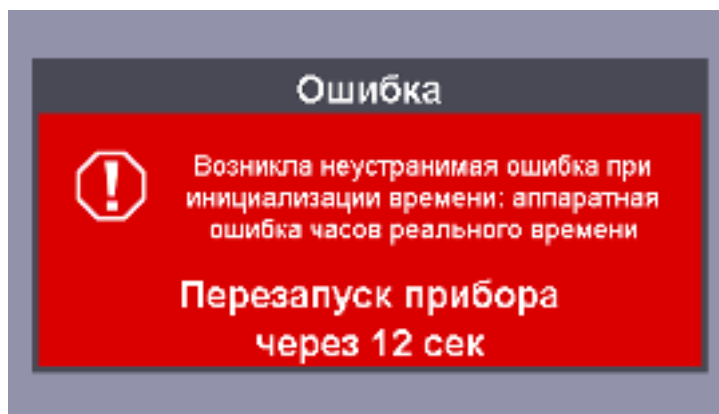 Ошибка
Возникла неустранимая ошибка при
инициализации времени: аппаратная
ошибка часов реального времени
Перезапуск прибора
через 12 сек